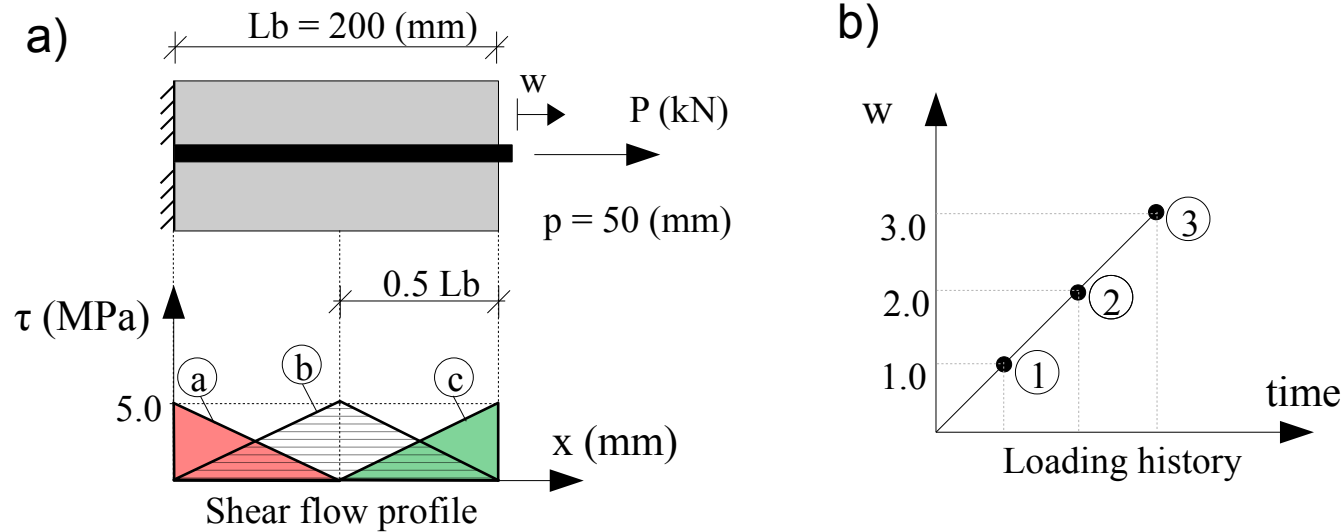 a)
Lb = 200 (mm)
w
P (kN)
p = 50 (mm)
0.5 Lb
τ (MPa)
a
b
c
5.0
x (mm)
Shear flow profile
b)
w
3.0
2.0
1.0
3
2
1
time
Loading history